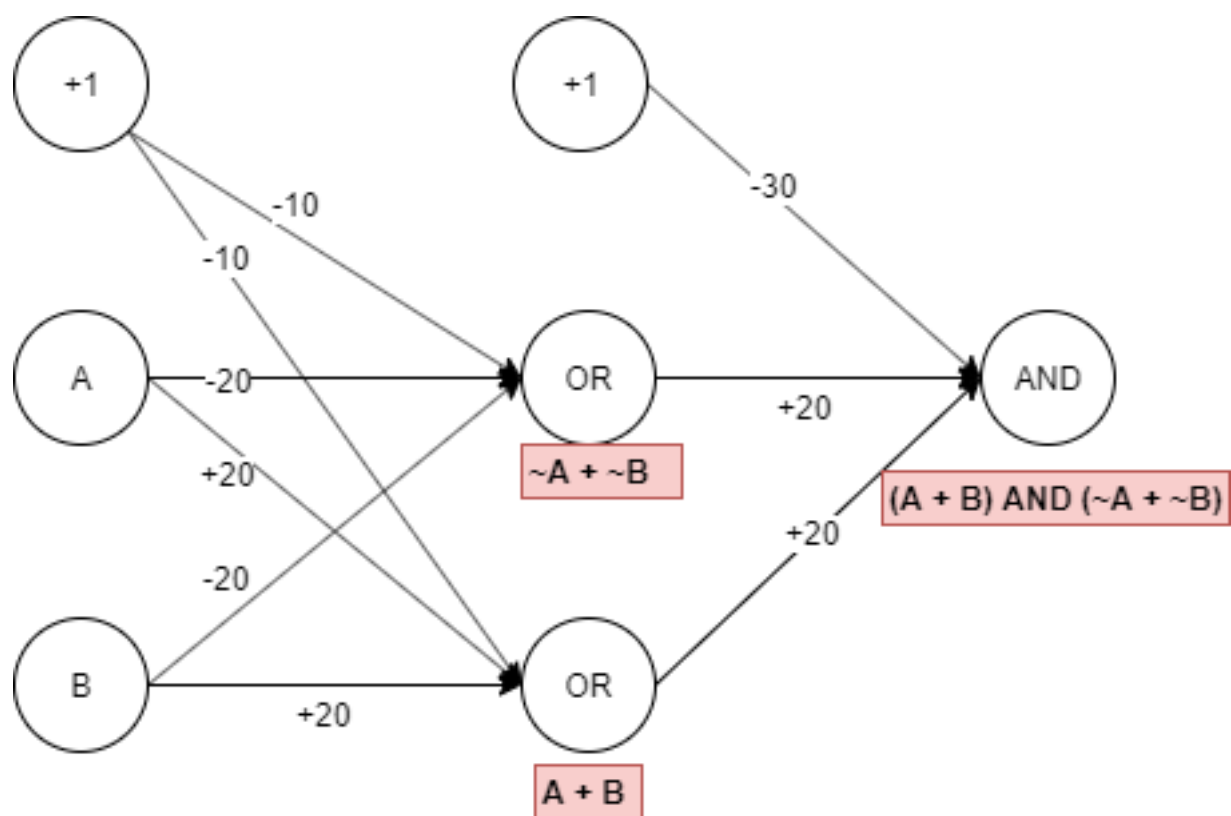 +1
+1
-10
-30
-10
A
-20
OR
AND
+20
+20
~A + ~B
(A + B) AND (~A + ~B)
+20
-20
B
OR
+20
A + B